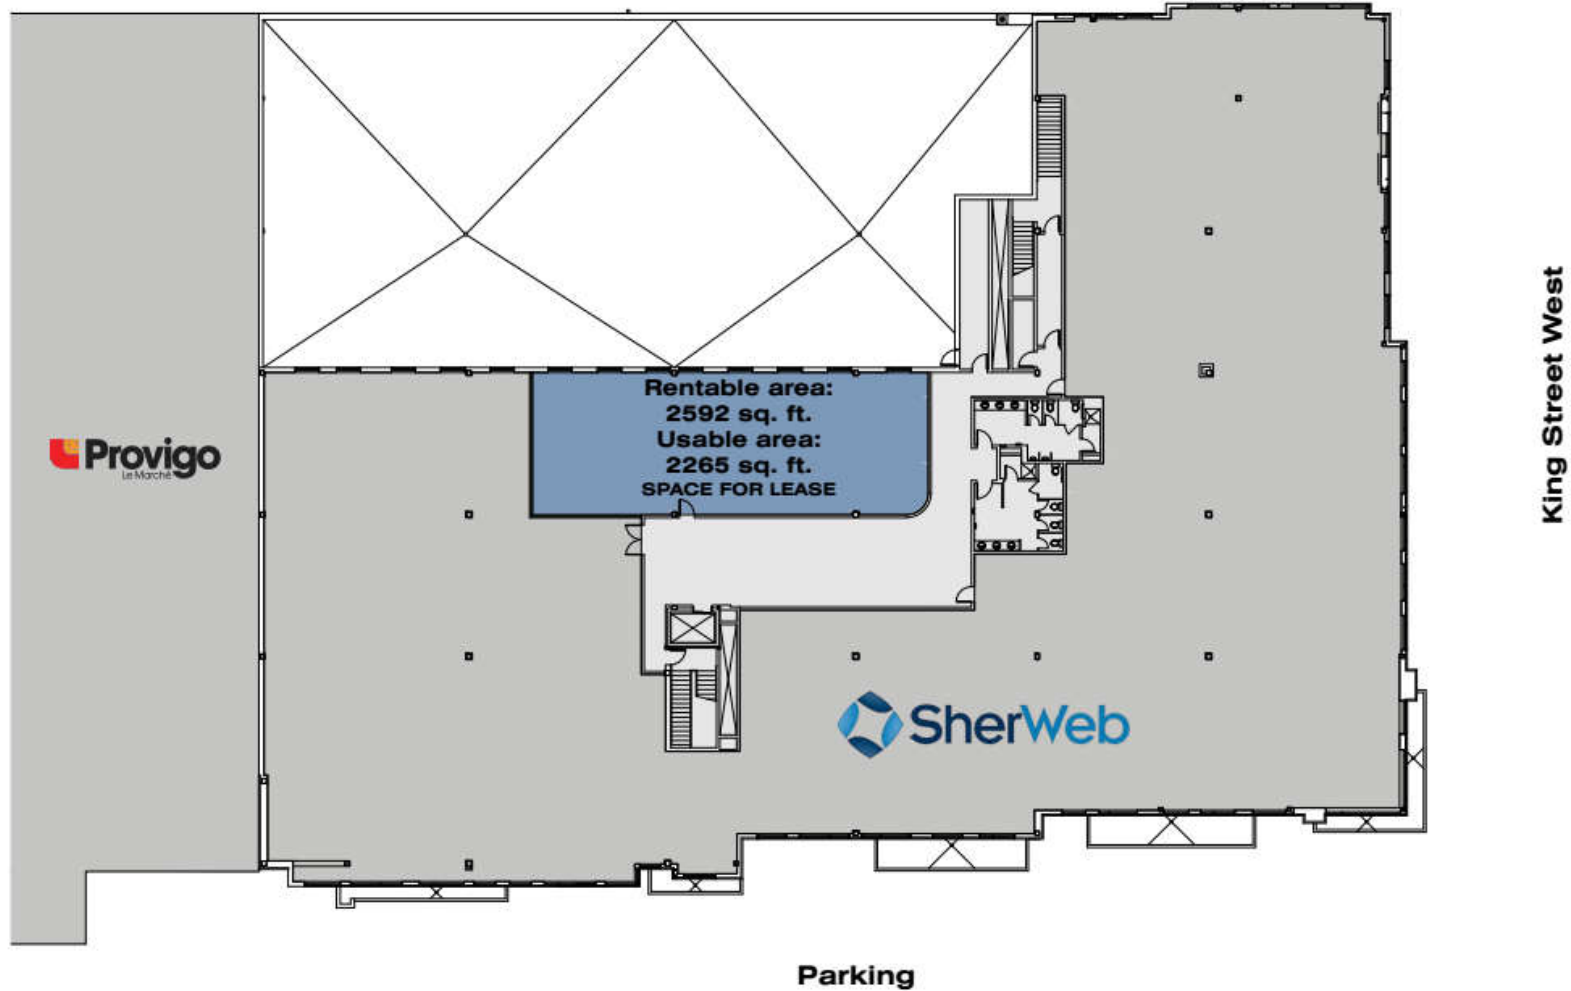 Rentable area:
2592 sq. ft.
Usable area:
2265 sq. ft.
SPACE FOR LEASE
Provigo
Le Marché
SherWeb
King Street West
Parking